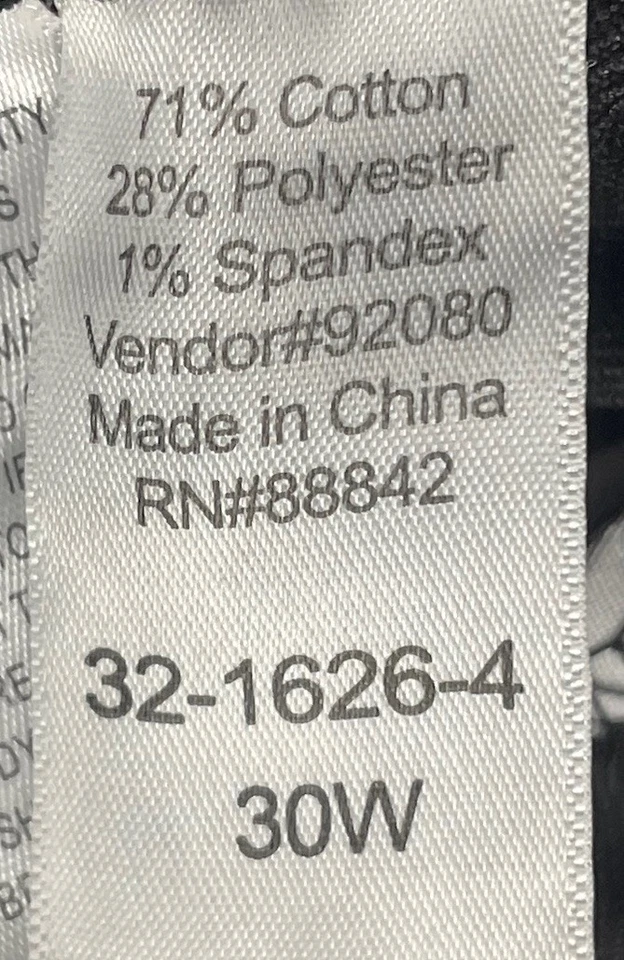 71% Cotton
28% Polyester
1% Spandex
Vendor#92080
Made in China
RN#88842
32-1626-4
30W